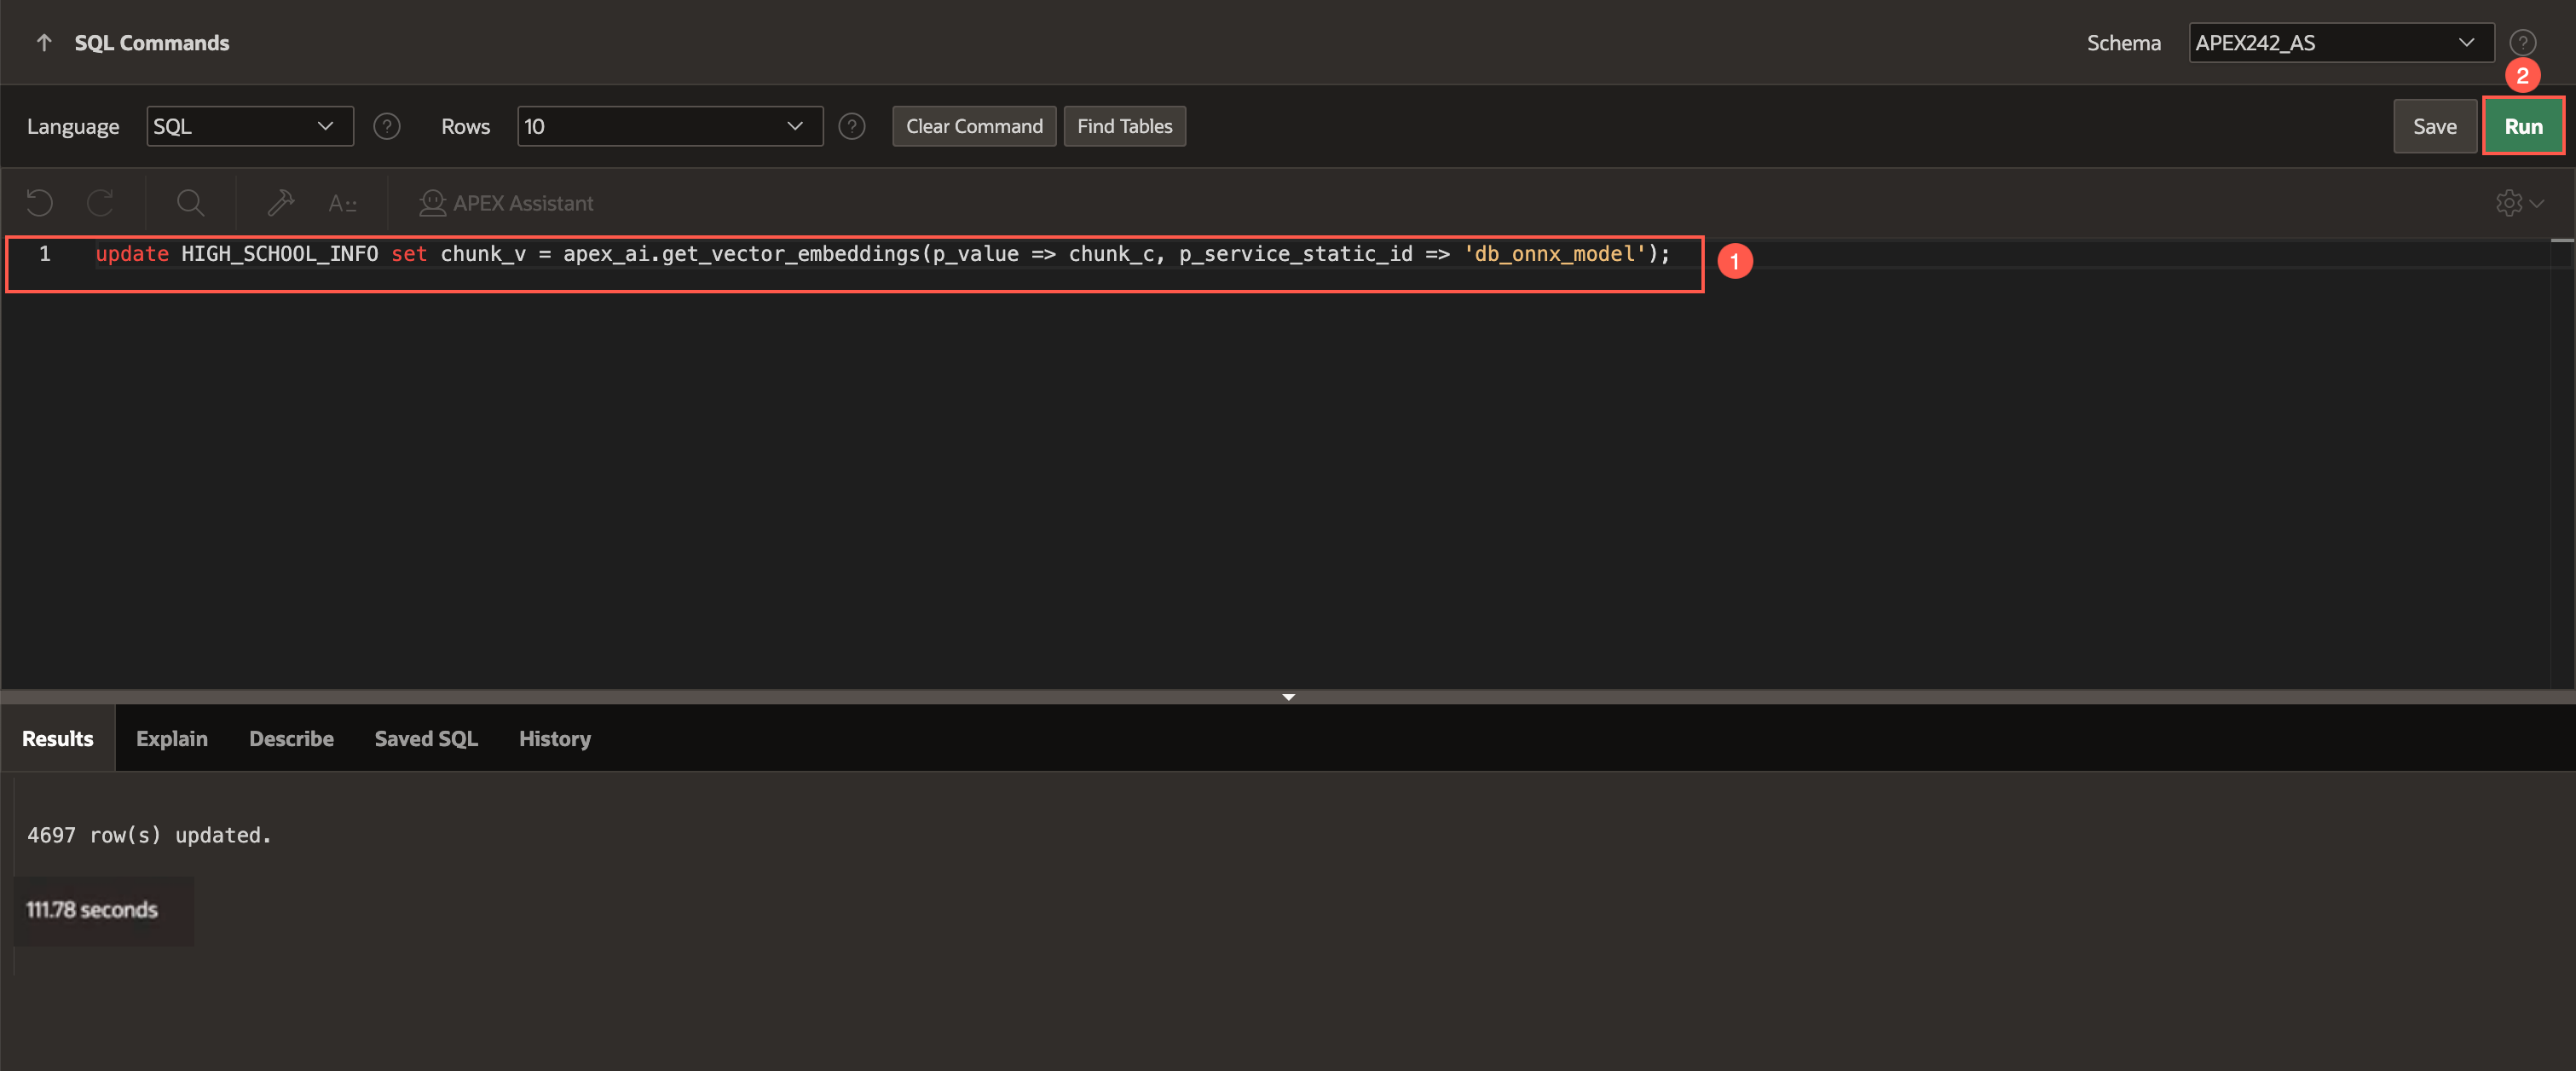 SQL Commands
Schema APEX242_AS ?
2
Language SQL ? Rows 10 ? Clear Command Find Tables Save Run
A:: APEX Assistant
1 update HIGH_SCHOOL_INFO set chunk_v = apex_ai.get_vector_embeddings(p_value => chunk_c, p_service_static_id => 'db_onnx_model'); 1
Results Explain Describe Saved SQL History
4697 row(s) updated.
111.78 seconds